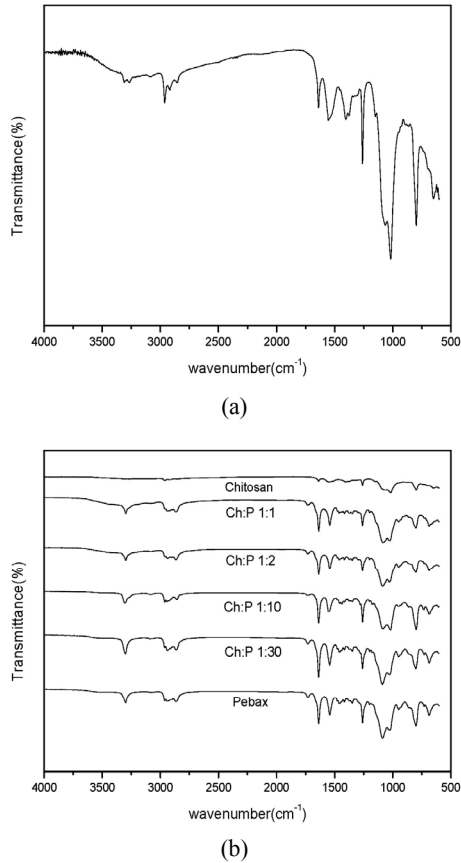 Transmittance(%)
4000 3500 3000 2500 2000 1500 1000 500
wavenumber(cm⁻¹)
(a)
Transmittance(%)
Chitosan
Ch:P 1:1
Ch:P 1:2
Ch:P 1:10
Ch:P 1:30
Pebax
4000 3500 3000 2500 2000 1500 1000 500
wavenumber(cm⁻¹)
(b)